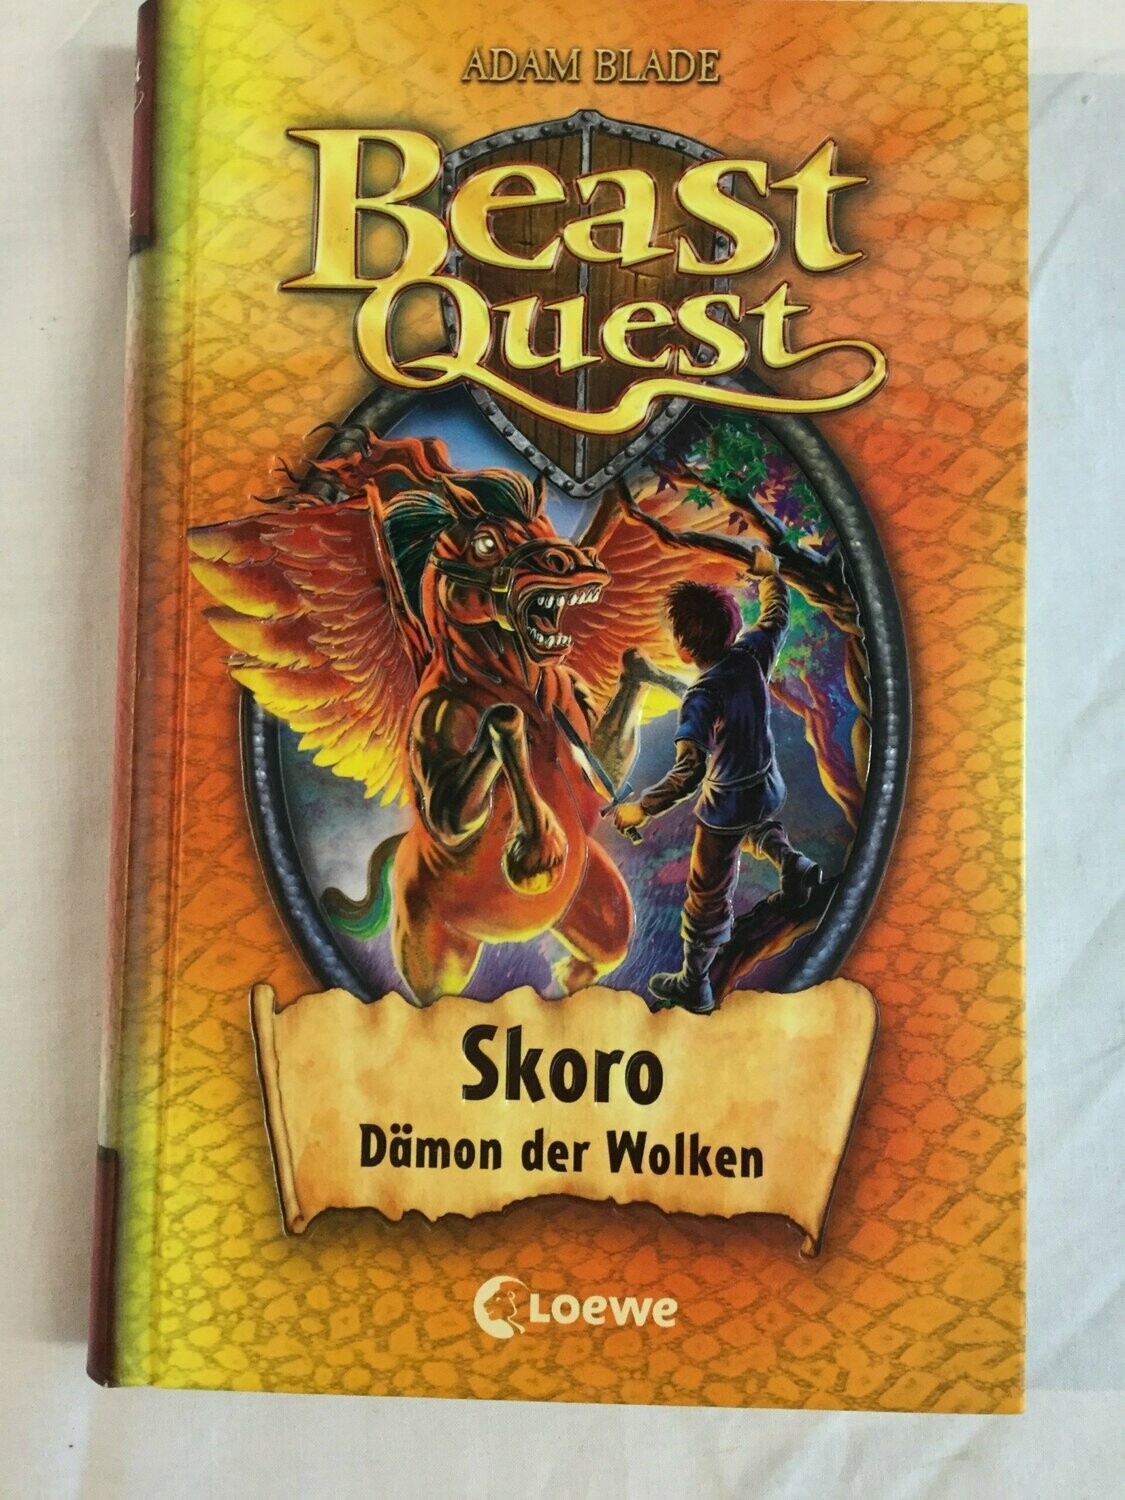 ADAM BLADE
Beast
Quest
Skoro
Dämon der Wolken
Loewe